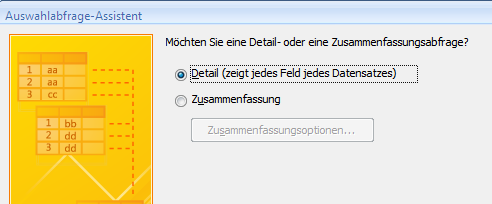 Auswahlabfrage-Assistent
Möchten Sie eine Detail- oder eine Zusammenfassungsabfrage?
Detail (zeigt jedes Feld jedes Datensatzes)
Zusammenfassung
Zusammenfassungsoptionen...
1 aa
2 aa
3 cc
1 bb
2 dd
3 dd